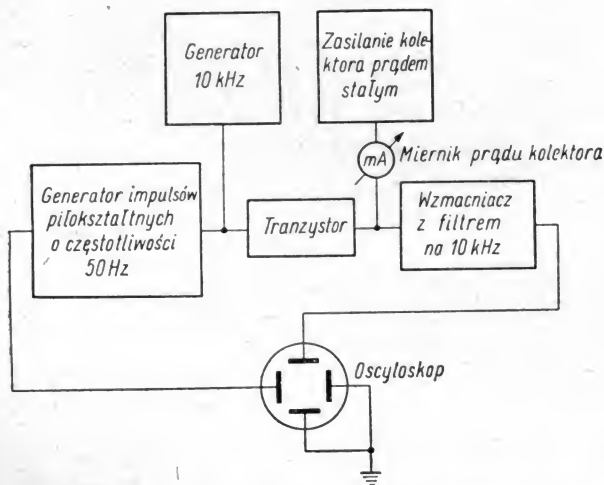 Generator
10 kHz
Zasilanie kole-
ktora prądem
stałym
mA
Miernik prądu kolektora
Generator impulsów
piłokształtnych
o częstotliwości
50 Hz
Tranzystor
Wzmacniacz
z filtrem
na 10 kHz
Oscyloskop